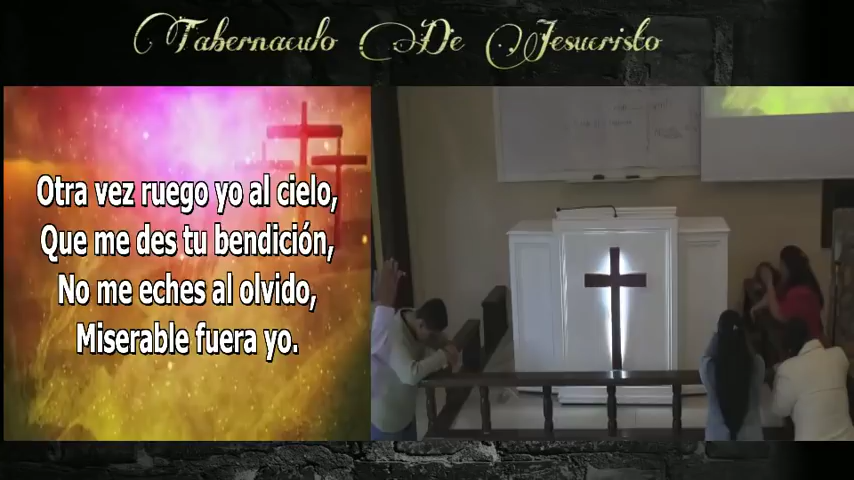 Tabernaculo De Jesucristo
Otra vez ruego yo al cielo,
Que me des tu bendición,
No me eches al olvido,
Miserable fuera yo.